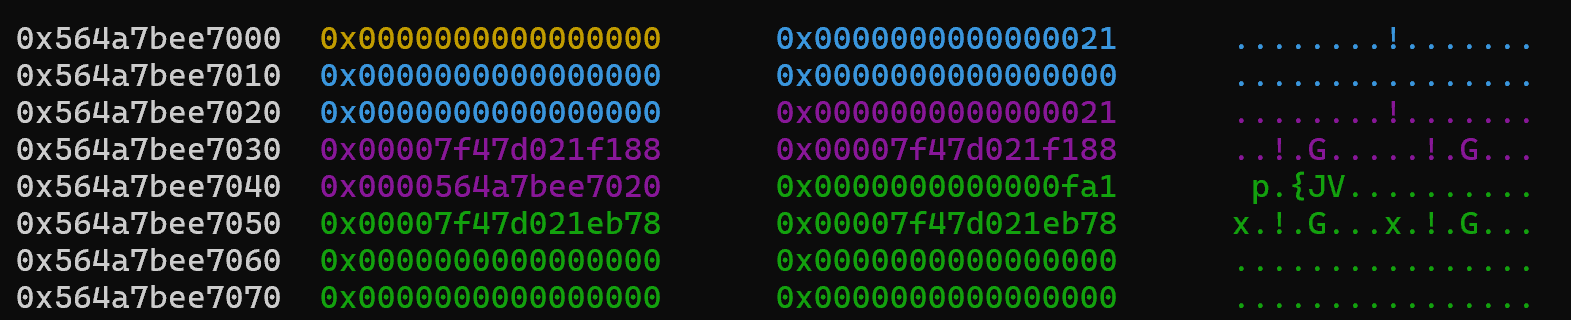 0x564a7bee7000 0x0000000000000000 0x0000000000000021 ........!.......
0x564a7bee7010 0x0000000000000000 0x0000000000000000 ................
0x564a7bee7020 0x0000000000000000 0x0000000000000021 ........!.......
0x564a7bee7030 0x00007f47d021f188 0x00007f47d021f188 ..!.G.....!.G...
0x564a7bee7040 0x0000564a7bee7020 0x0000000000000fa1  p.{JV..........
0x564a7bee7050 0x00007f47d021eb78 0x00007f47d021eb78 x.!.G...x.!.G...
0x564a7bee7060 0x0000000000000000 0x0000000000000000 ................
0x564a7bee7070 0x0000000000000000 0x0000000000000000 ................